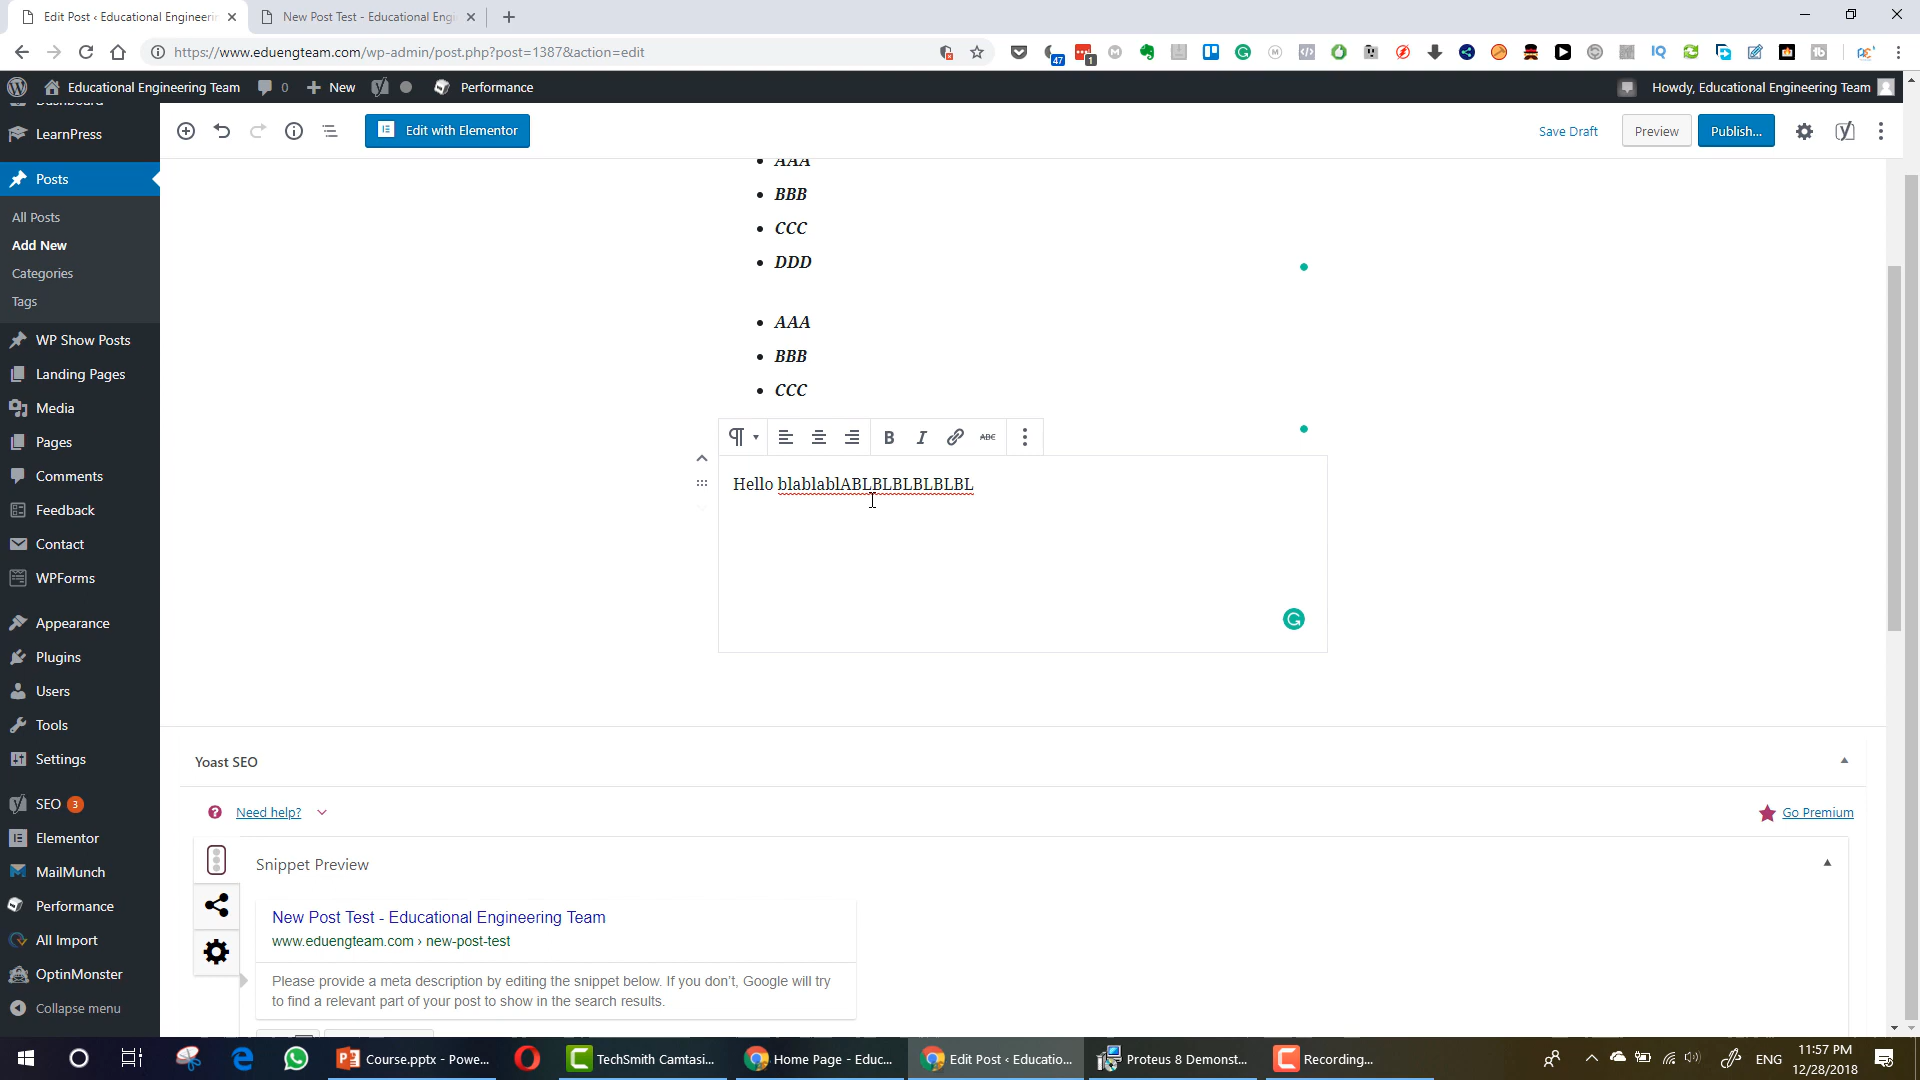 Edit Post ‹ Educational Engineerin
New Post Test - Educational Engi
https://www.eduengteam.com/wp-admin/post.php?post=1387&action=edit
47
1
IQ
Educational Engineering Team
0
New
Performance
Howdy, Educational Engineering Team
Dashboard
LearnPress
Posts
All Posts
Add New
Categories
Tags
WP Show Posts
Landing Pages
Media
Pages
Comments
Feedback
Contact
WPForms
Appearance
Plugins
Users
Tools
Settings
SEO 3
Elementor
MailMunch
Performance
All Import
OptinMonster
Collapse menu
Edit with Elementor
Save Draft
Preview
Publish...
AAA
BBB
CCC
DDD
AAA
BBB
CCC
B I ABC
Hello blablablABLBLBLBLBLBL
Yoast SEO
Need help?
Go Premium
Snippet Preview
New Post Test - Educational Engineering Team
www.eduengteam.com › new-post-test
Please provide a meta description by editing the snippet below. If you don't, Google will try
to find a relevant part of your post to show in the search results.
Course.pptx - Powe...
TechSmith Camtasi...
Home Page - Educ...
Edit Post ‹ Educatio...
Proteus 8 Demonst...
Recording...
ENG
11:57 PM
12/28/2018